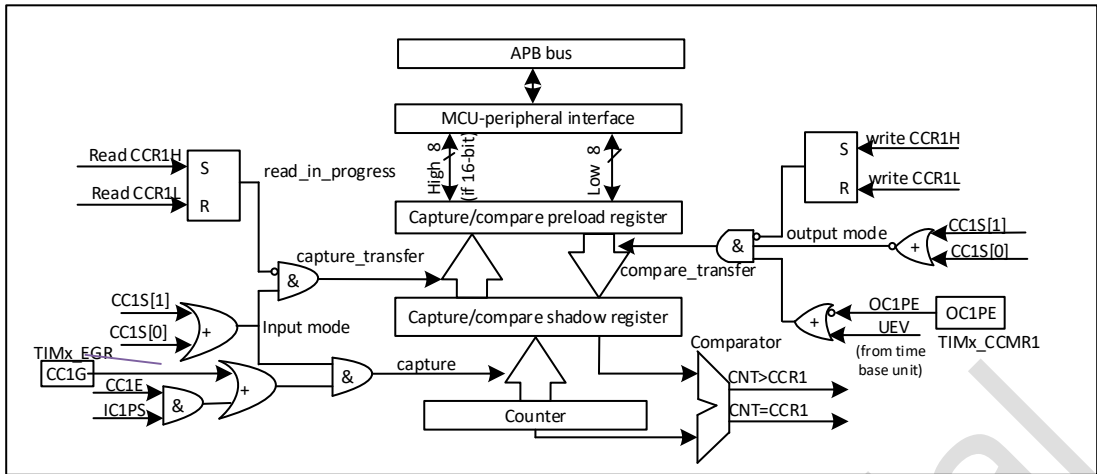 APB bus
MCU-peripheral interface
High 8
(if 16-bit)
Low 8
Read CCR1H
Read CCR1L
S
R
read_in_progress
write CCR1H
write CCR1L
S
R
Capture/compare preload register
capture_transfer
&
compare_transfer
&
output mode
+
CC1S[1]
CC1S[0]
CC1S[1]
CC1S[0]
+
Input mode
Capture/compare shadow register
+
OC1PE
UEV
(from time
base unit)
OC1PE
TIMx_CCMR1
TIMx_EGR
CC1G
CC1E
IC1PS
&
+
&
capture
Counter
Comparator
CNT>CCR1
CNT=CCR1